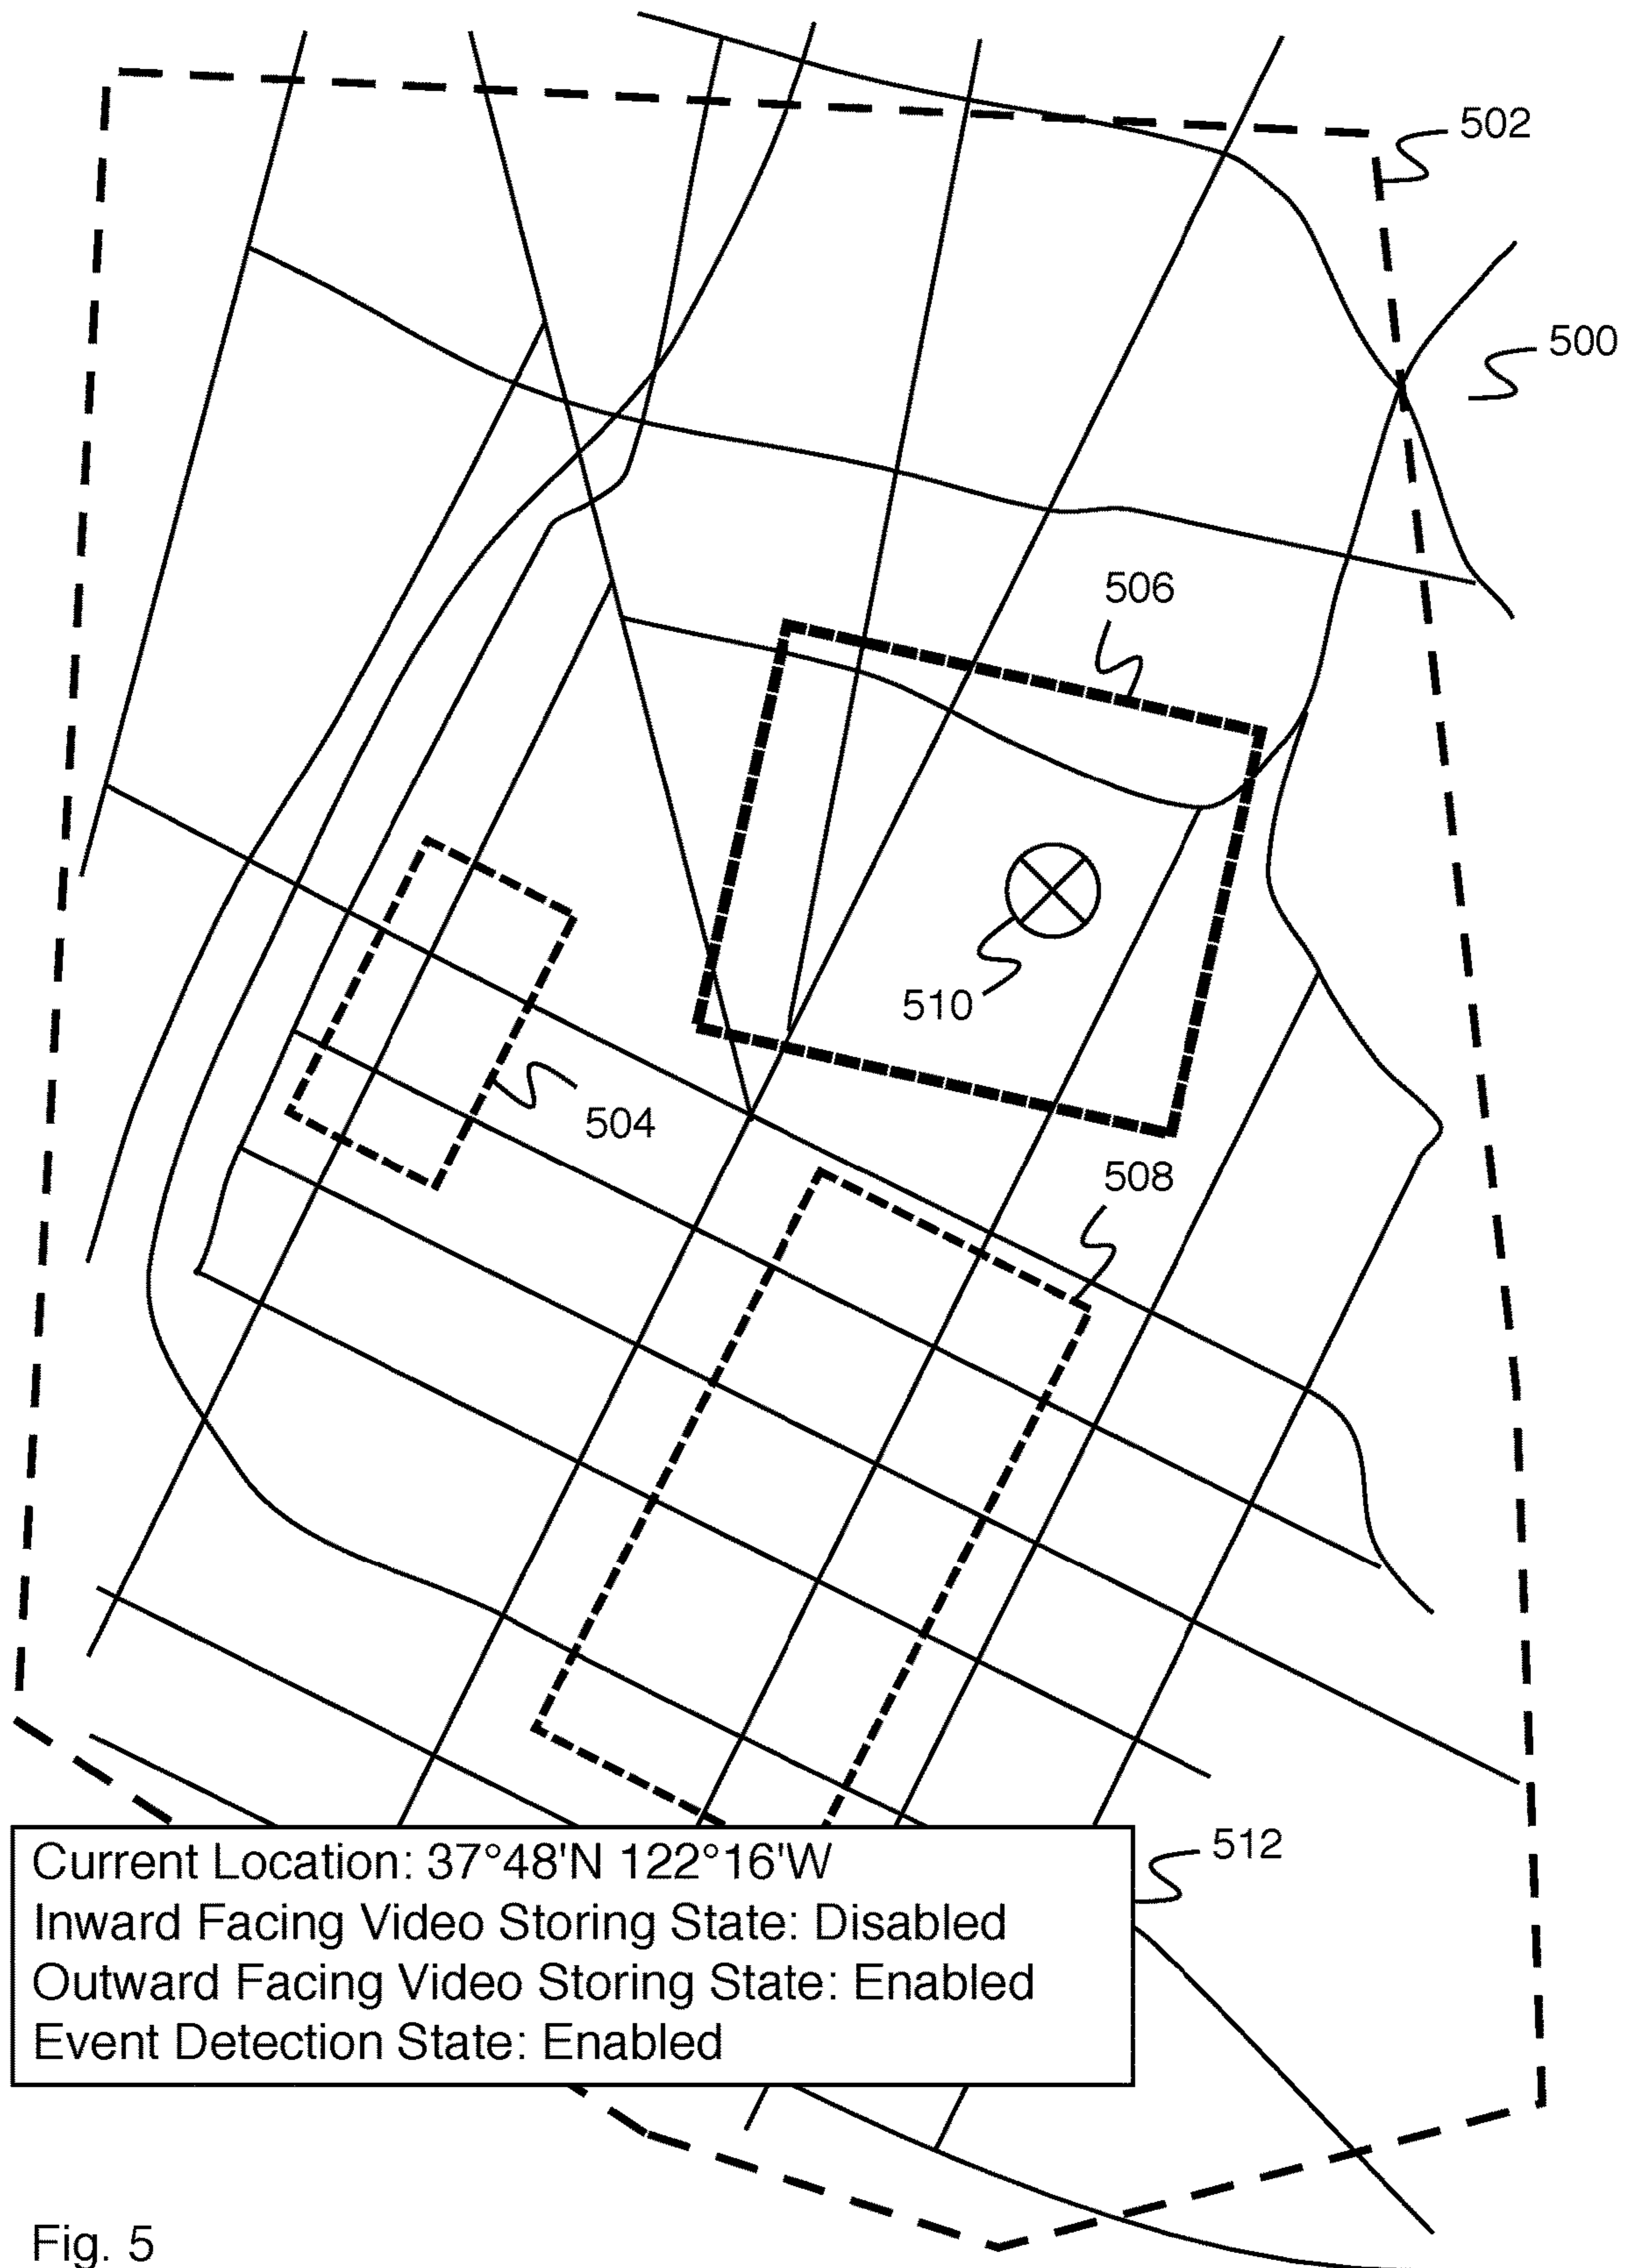 502
500
506
510
504
508
512
Current Location: 37°48'N 122°16'W
Inward Facing Video Storing State: Disabled
Outward Facing Video Storing State: Enabled
Event Detection State: Enabled
Fig. 5